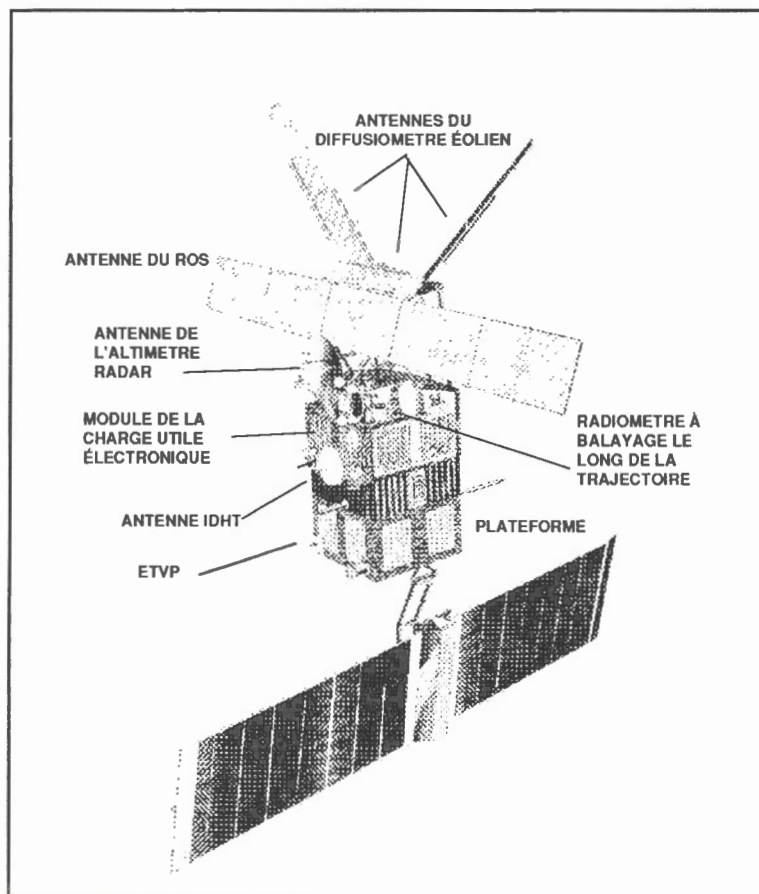 ANTENNES DU
DIFFUSIOMETRE ÉOLIEN
ANTENNE DU ROS
ANTENNE DE
L'ALTIMETRE
RADAR
MODULE DE LA
CHARGE UTILE
ÉLECTRONIQUE
RADIOMETRE À
BALAYAGE LE
LONG DE LA
TRAJECTOIRE
ANTENNE IDHT
PLATEFORME
ETVP